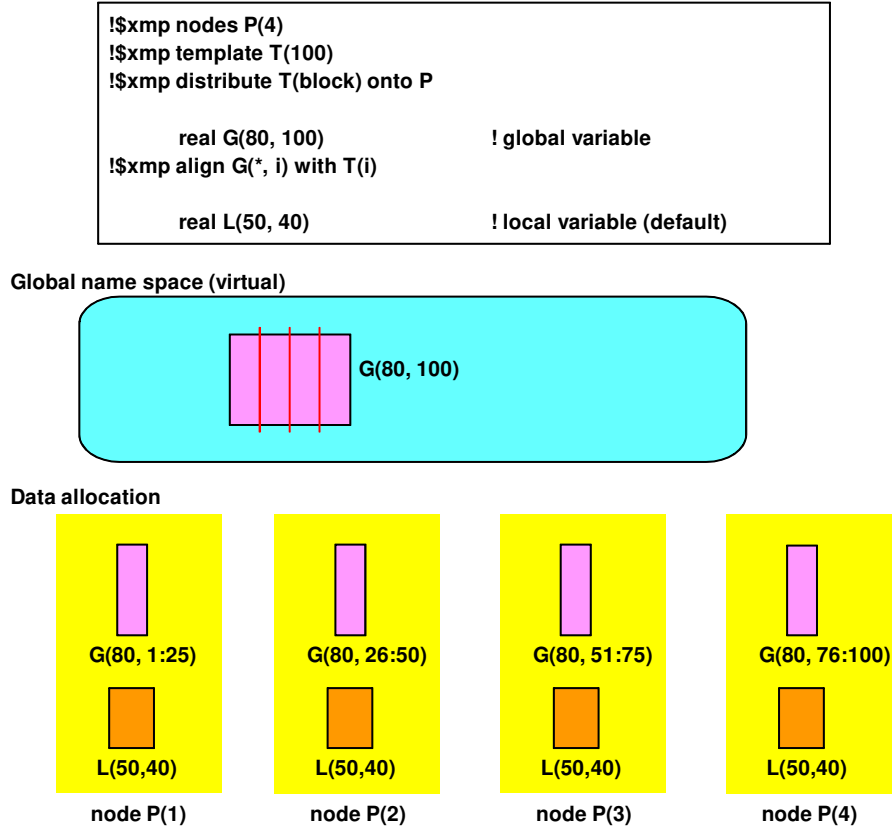 !$xmp nodes P(4)
!$xmp template T(100)
!$xmp distribute T(block) onto P
real G(80, 100) ! global variable
!$xmp align G(*, i) with T(i)
real L(50, 40) ! local variable (default)
Global name space (virtual)
G(80, 100)
Data allocation
G(80, 1:25) G(80, 26:50) G(80, 51:75) G(80, 76:100)
L(50,40) L(50,40) L(50,40) L(50,40)
node P(1) node P(2) node P(3) node P(4)